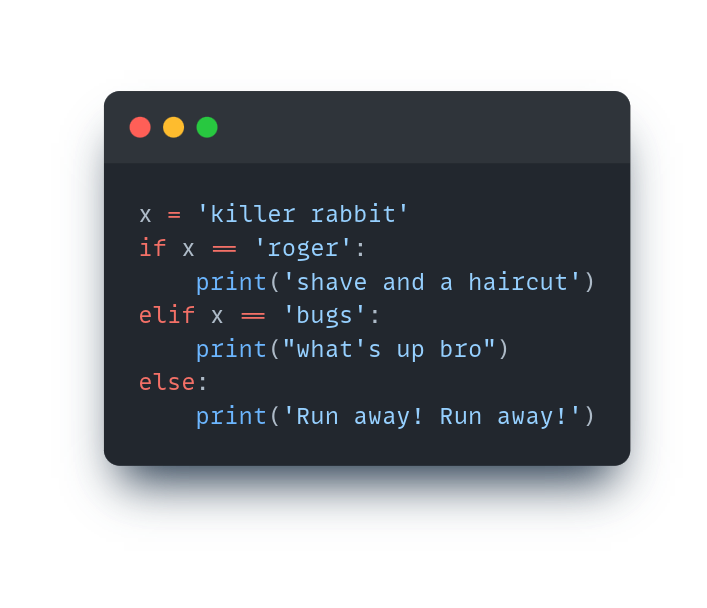 x = 'killer rabbit'
if x == 'roger':
    print('shave and a haircut')
elif x == 'bugs':
    print("what's up bro")
else:
    print('Run away! Run away!')